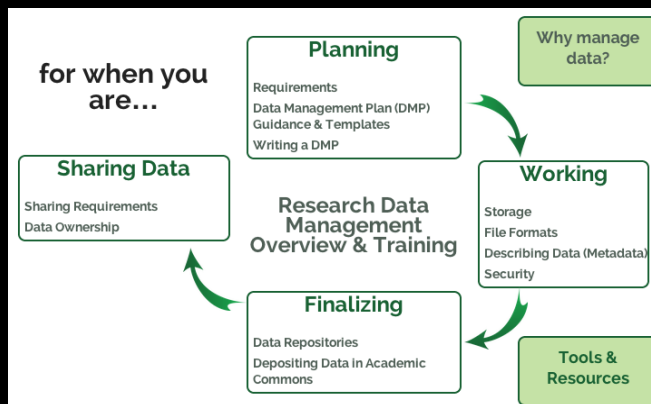 for when you
are...
Planning
Requirements
Data Management Plan (DMP)
Guidance & Templates
Writing a DMP
Why manage
data?
Sharing Data
Sharing Requirements
Data Ownership
Research Data
Management
Overview & Training
Working
Storage
File Formats
Describing Data (Metadata)
Security
Finalizing
Data Repositories
Depositing Data in Academic
Commons
Tools &
Resources